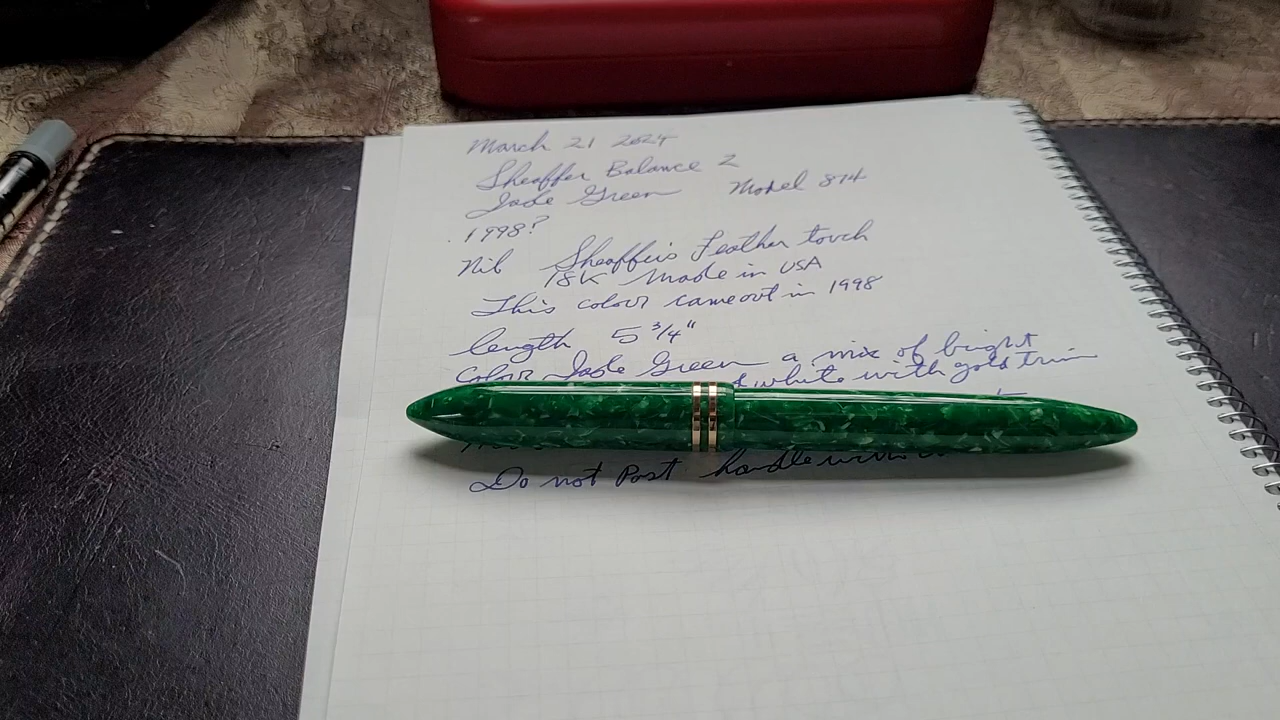 March 21 2024
Sheaffer Balance 2
Jade Green Model 874
1998?
Nib Sheaffer's Feather touch
18K Made in USA
This colour came out in 1998
length 5 3/4"
Color Jade Green a mix of bright
white with gold trim
Do not Post handle